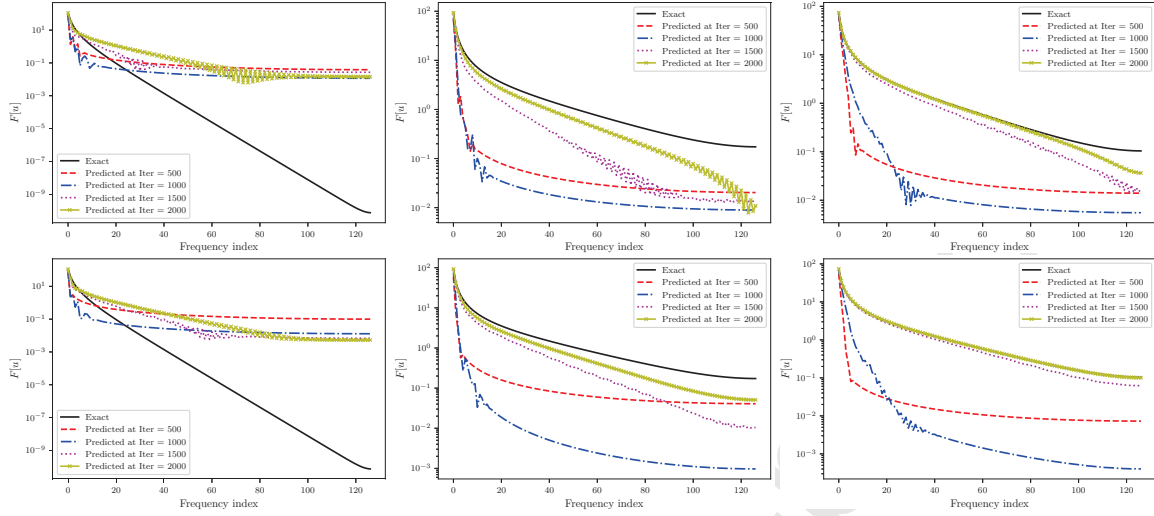 10^1
10^-1
10^-3
10^-5
10^-7
10^-9
F[u]
Exact
Predicted at Iter = 500
Predicted at Iter = 1000
Predicted at Iter = 1500
Predicted at Iter = 2000
0 20 40 60 80 100 120
Frequency index
10^2
10^1
10^0
10^-1
10^-2
F[u]
Exact
Predicted at Iter = 500
Predicted at Iter = 1000
Predicted at Iter = 1500
Predicted at Iter = 2000
0 20 40 60 80 100 120
Frequency index
10^2
10^1
10^0
10^-1
10^-2
F[u]
Exact
Predicted at Iter = 500
Predicted at Iter = 1000
Predicted at Iter = 1500
Predicted at Iter = 2000
0 20 40 60 80 100 120
Frequency index
10^1
10^-1
10^-3
10^-5
10^-7
10^-9
F[u]
Exact
Predicted at Iter = 500
Predicted at Iter = 1000
Predicted at Iter = 1500
Predicted at Iter = 2000
0 20 40 60 80 100 120
Frequency index
10^2
10^1
10^0
10^-1
10^-2
10^-3
F[u]
Exact
Predicted at Iter = 500
Predicted at Iter = 1000
Predicted at Iter = 1500
Predicted at Iter = 2000
0 20 40 60 80 100 120
Frequency index
10^2
10^1
10^0
10^-1
10^-2
10^-3
F[u]
Exact
Predicted at Iter = 500
Predicted at Iter = 1000
Predicted at Iter = 1500
Predicted at Iter = 2000
0 20 40 60 80 100 120
Frequency index